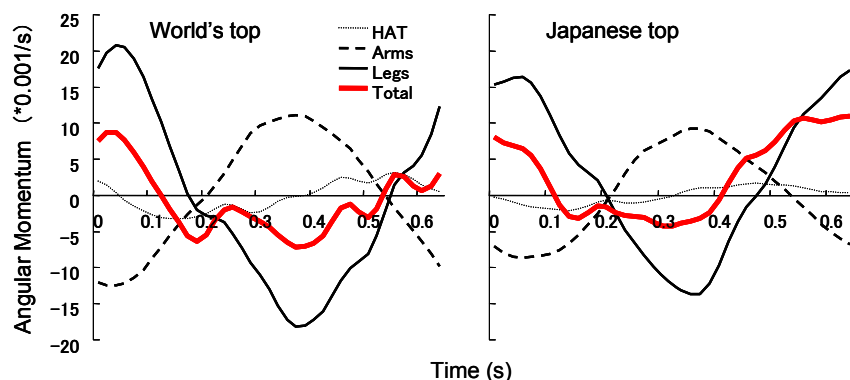 World's top
Japanese top
HAT
Arms
Legs
Total
Angular Momentum (*0.001/s)
25
20
15
10
5
0
-5
-10
-15
-20
0 0.1 0.2 0.3 0.4 0.5 0.6
0 0.1 0.2 0.3 0.4 0.5 0.6
Time (s)